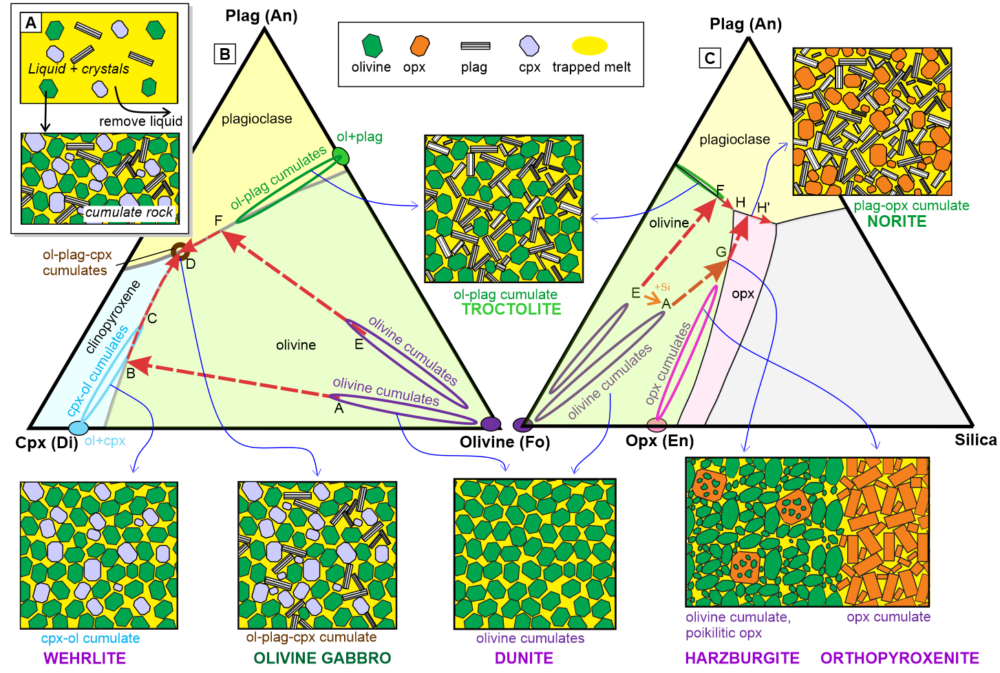 A
Liquid + crystals
remove liquid
cumulate rock
B
Plag (An)
plagioclase
ol+plag
ol-plag cumulates
F
D
ol-plag-cpx
cumulates
clinopyroxene
C
cpx-ol cumulates
B
olivine
E
olivine cumulates
olivine cumulates
A
Cpx (Di)
ol+cpx
Olivine (Fo)
olivine
opx
plag
cpx
trapped melt
ol-plag cumulate
TROCTOLITE
C
Plag (An)
plagioclase
F
H
H'
olivine
G
E
+Si
A
opx
opx cumulates
olivine cumulates
Opx (En)
Silica
plag-opx cumulate
NORITE
cpx-ol cumulate
WEHRLITE
ol-plag-cpx cumulate
OLIVINE GABBRO
olivine cumulates
DUNITE
olivine cumulate,
poikilitic opx
HARZBURGITE
opx cumulate
ORTHOPYROXENITE